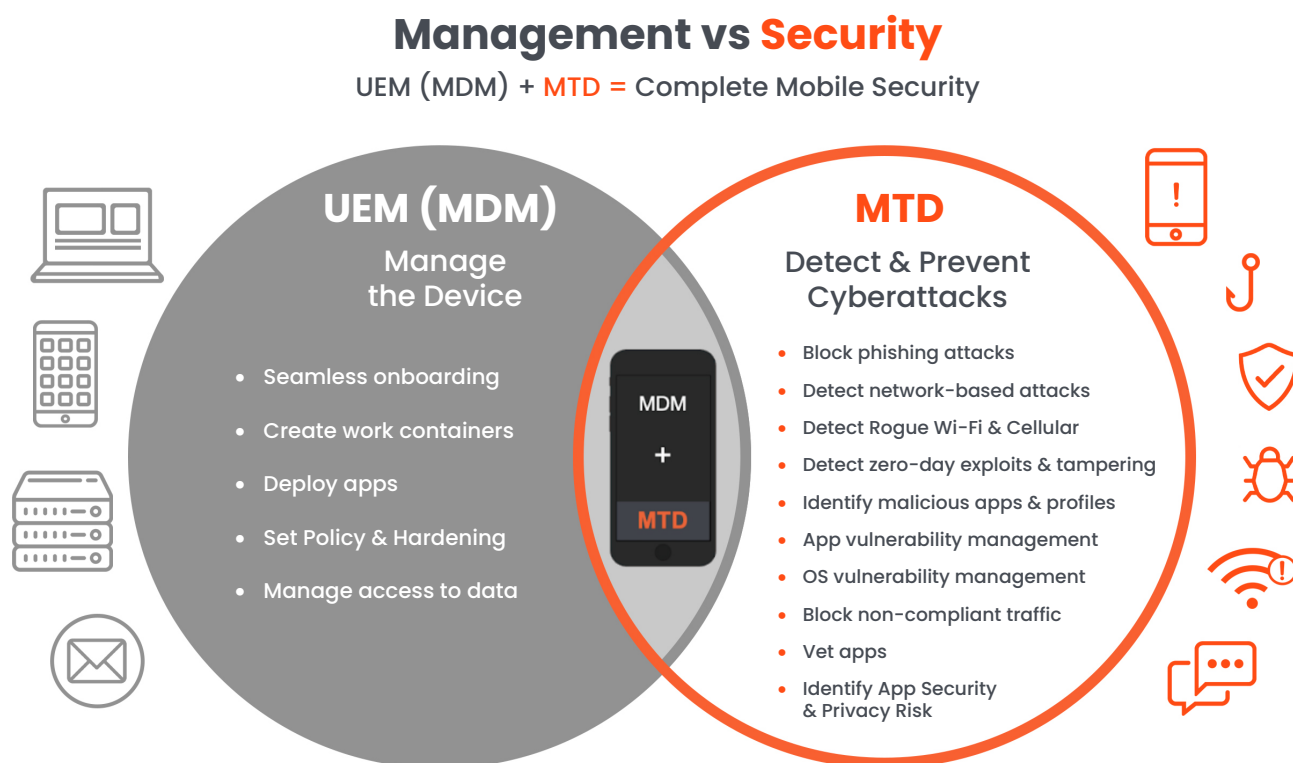 Management vs Security
UEM (MDM) + MTD = Complete Mobile Security
UEM (MDM)
Manage
the Device
• Seamless onboarding
• Create work containers
• Deploy apps
• Set Policy & Hardening
• Manage access to data
MDM
+
MTD
MTD
Detect & Prevent
Cyberattacks
• Block phishing attacks
• Detect network-based attacks
• Detect Rogue Wi-Fi & Cellular
• Detect zero-day exploits & tampering
• Identify malicious apps & profiles
• App vulnerability management
• OS vulnerability management
• Block non-compliant traffic
• Vet apps
• Identify App Security
& Privacy Risk
!
!